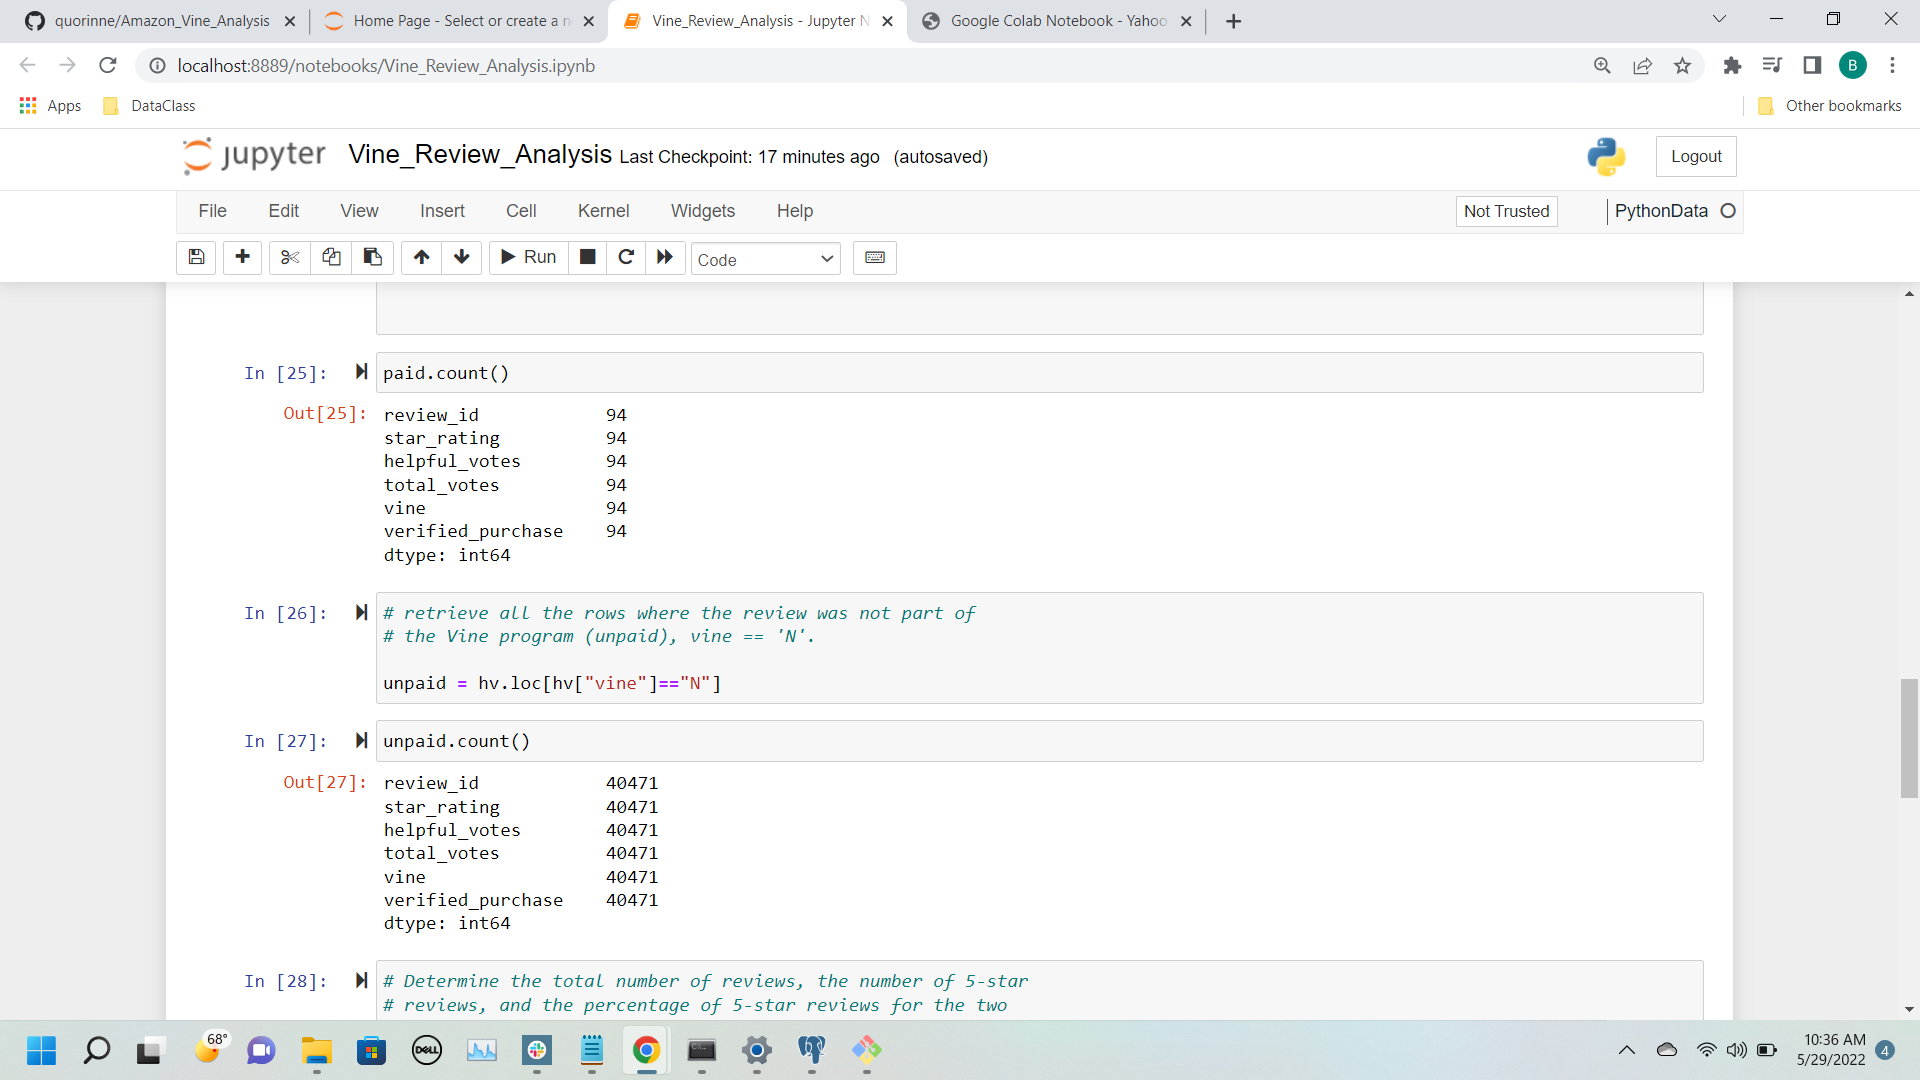 quorinne/Amazon_Vine_Analysis
Home Page - Select or create a n
Vine_Review_Analysis - Jupyter N
Google Colab Notebook - Yahoo
localhost:8889/notebooks/Vine_Review_Analysis.ipynb
B
Apps
DataClass
Other bookmarks
jupyter
Vine_Review_Analysis Last Checkpoint: 17 minutes ago (autosaved)
Logout
File Edit View Insert Cell Kernel Widgets Help
Not Trusted
PythonData
Run
Code
In [25]: paid.count()
Out[25]: review_id 94
star_rating 94
helpful_votes 94
total_votes 94
vine 94
verified_purchase 94
dtype: int64
In [26]: # retrieve all the rows where the review was not part of
# the Vine program (unpaid), vine == 'N'.
unpaid = hv.loc[hv["vine"]=="N"]
In [27]: unpaid.count()
Out[27]: review_id 40471
star_rating 40471
helpful_votes 40471
total_votes 40471
vine 40471
verified_purchase 40471
dtype: int64
In [28]: # Determine the total number of reviews, the number of 5-star
# reviews, and the percentage of 5-star reviews for the two
68°
DELL
10:36 AM
5/29/2022
4